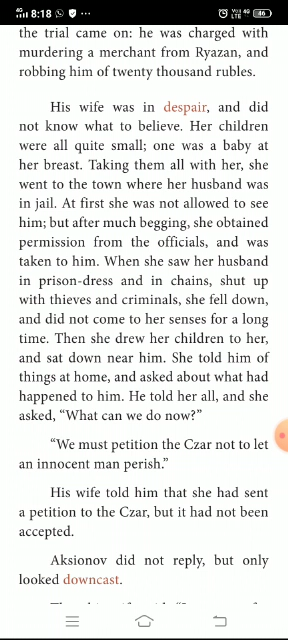 8:18
the trial came on: he was charged with
murdering a merchant from Ryazan, and
robbing him of twenty thousand rubles.
His wife was in despair, and did
not know what to believe. Her children
were all quite small; one was a baby at
her breast. Taking them all with her, she
went to the town where her husband was
in jail. At first she was not allowed to see
him; but after much begging, she obtained
permission from the officials, and was
taken to him. When she saw her husband
in prison-dress and in chains, shut up
with thieves and criminals, she fell down,
and did not come to her senses for a long
time. Then she drew her children to her,
and sat down near him. She told him of
things at home, and asked about what had
happened to him. He told her all, and she
asked, “What can we do now?”
“We must petition the Czar not to let
an innocent man perish.”
His wife told him that she had sent
a petition to the Czar, but it had not been
accepted.
Aksionov did not reply, but only
looked downcast.